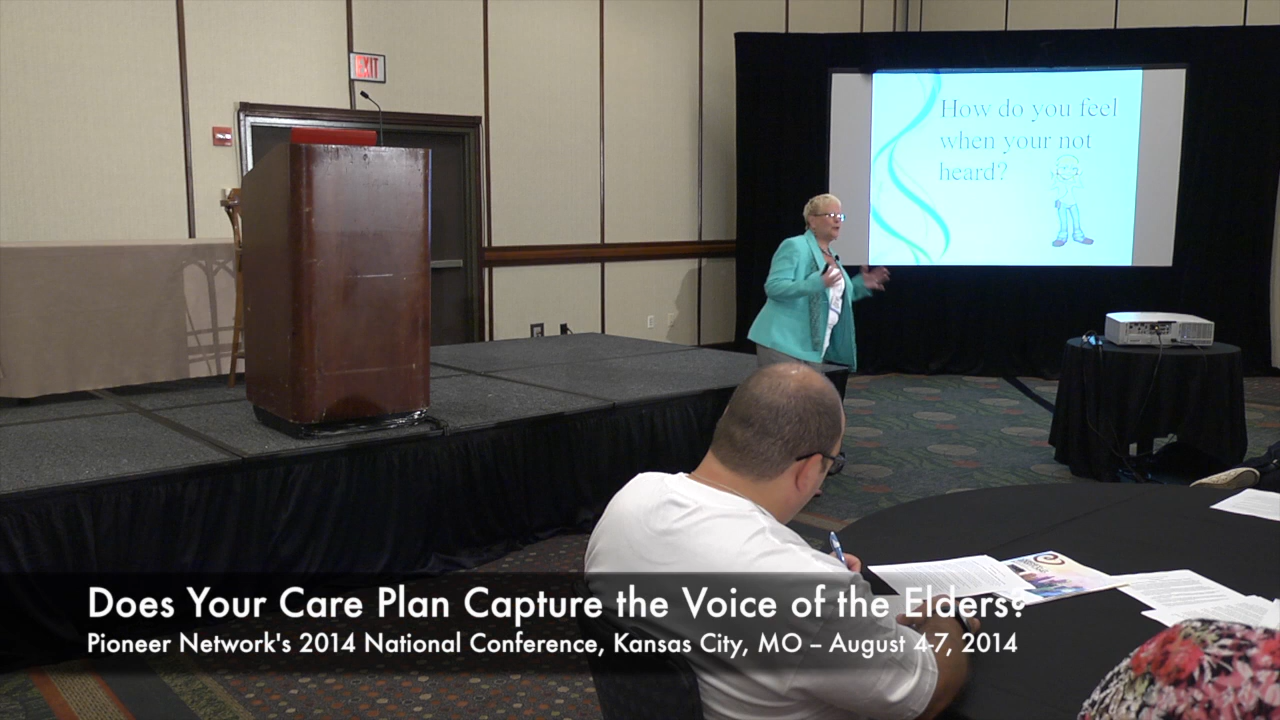 EXIT
How do you feel
when your not
heard?
Does Your Care Plan Capture the Voice of the Elders?
Pioneer Network's 2014 National Conference, Kansas City, MO – August 4-7, 2014